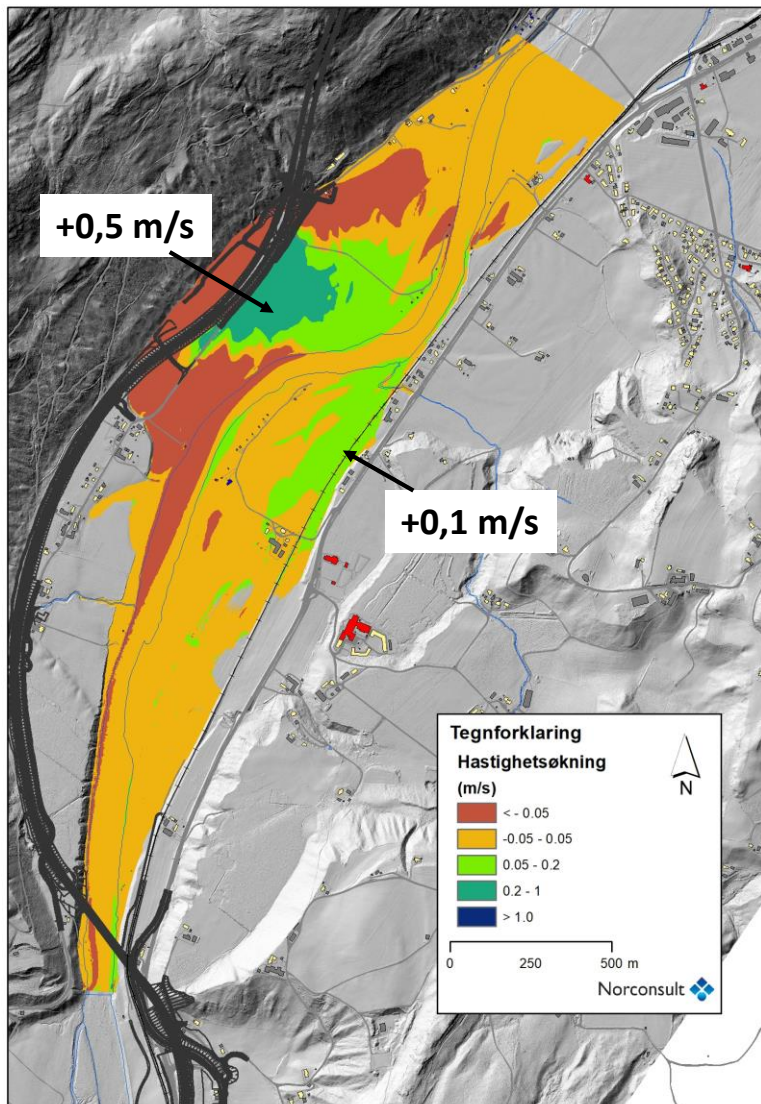 +0,5 m/s
+0,1 m/s
Tegnforklaring
Hastighetsøkning
(m/s)
N
< - 0.05
-0.05 - 0.05
0.05 - 0.2
0.2 - 1
> 1.0
0 250 500 m
Norconsult